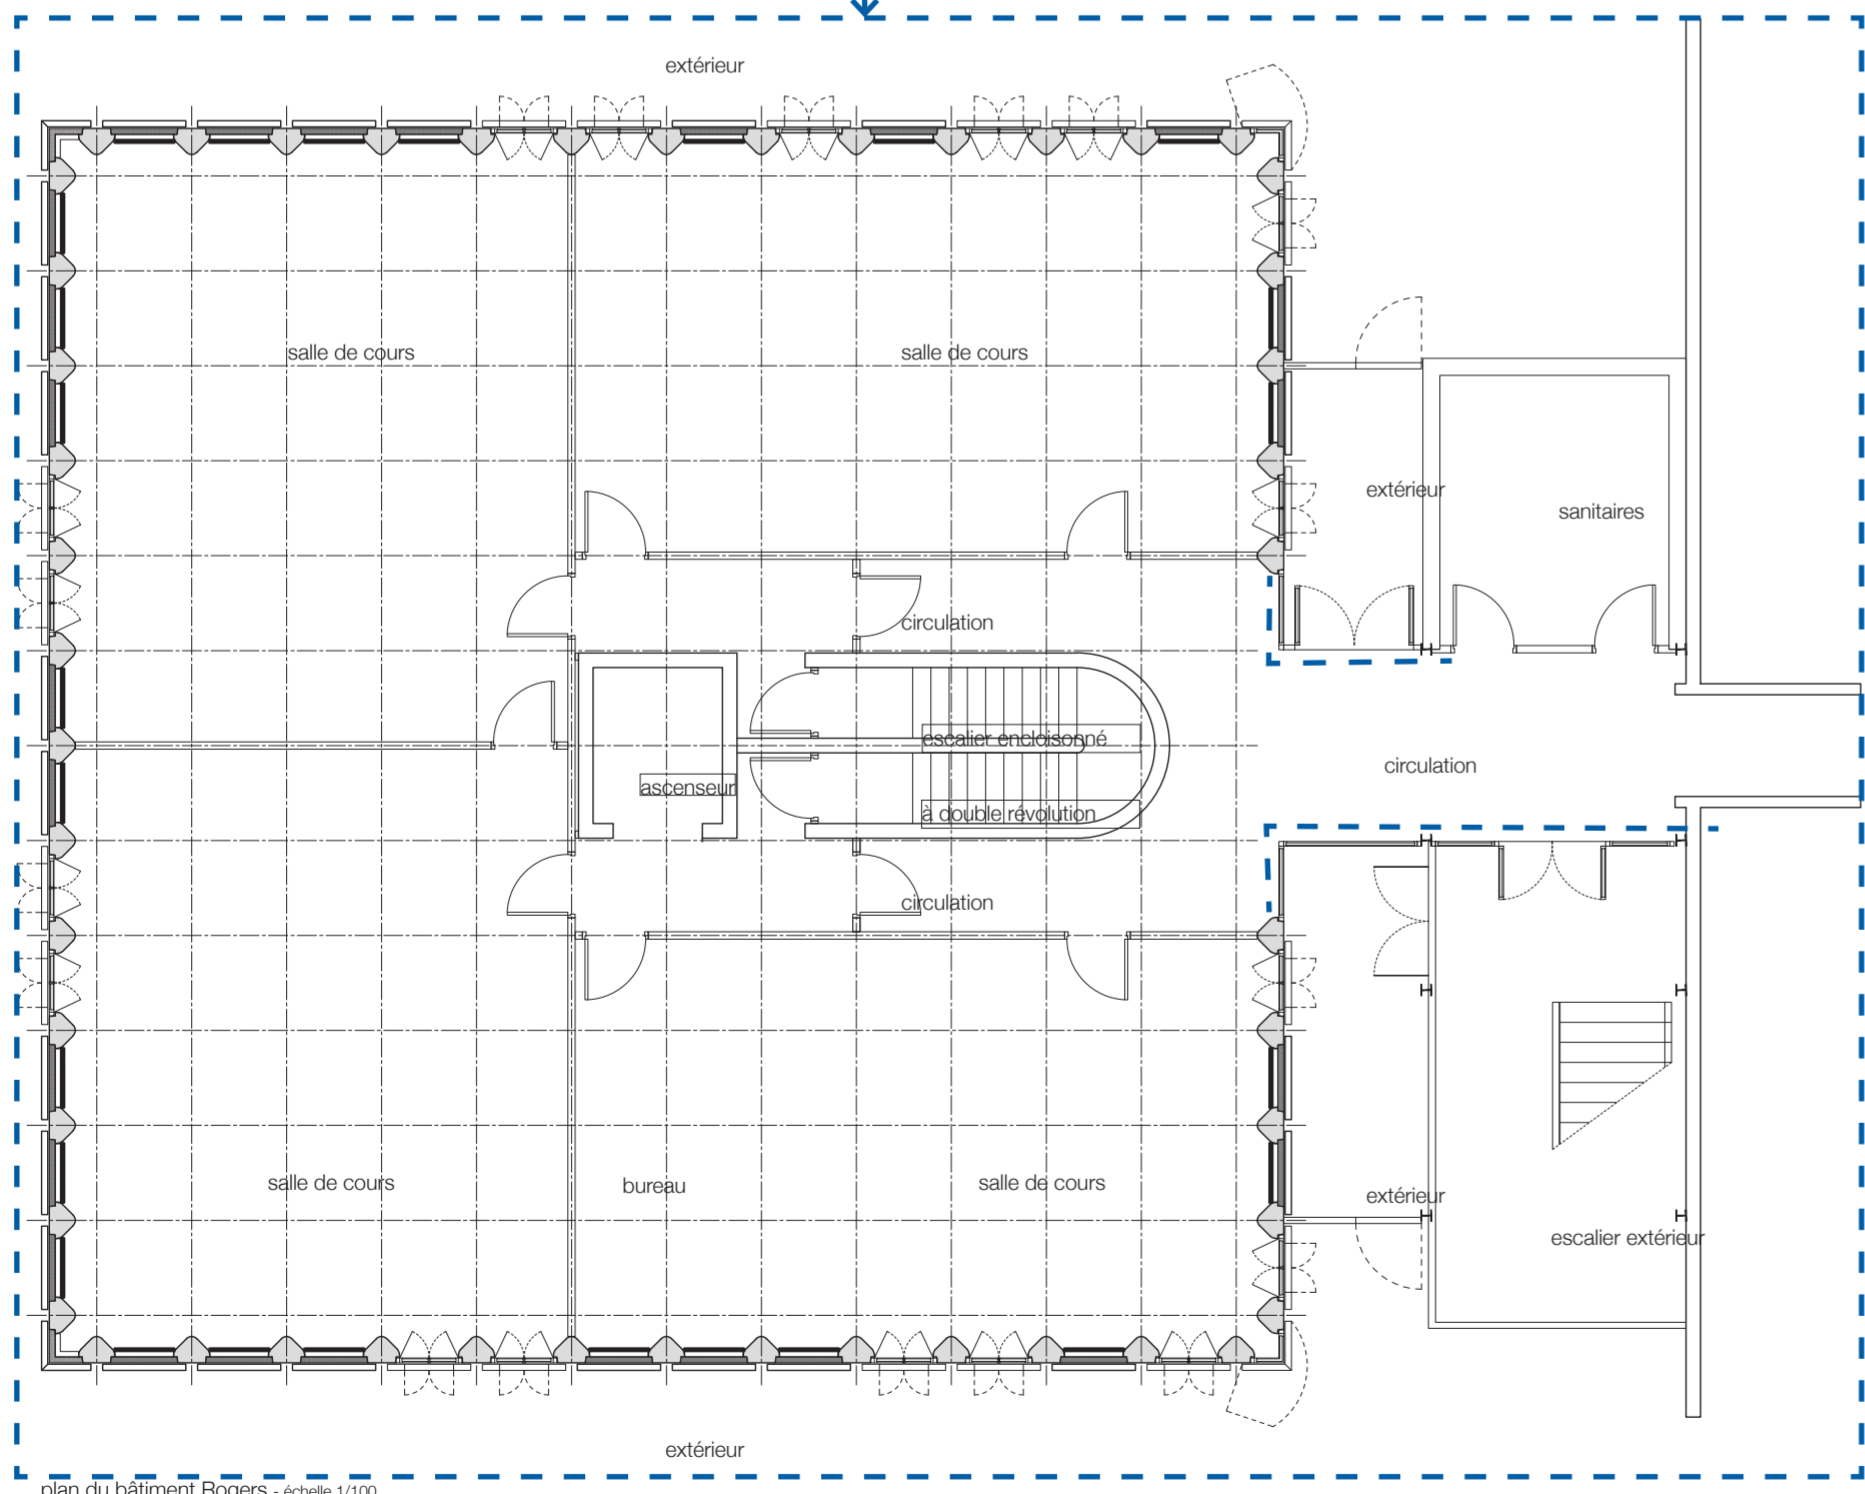 extérieur
salle de cours
salle de cours
extérieur
sanitaires
circulation
escalier encloisonné
circulation
ascenseur
à double révolution
circulation
salle de cours
bureau
salle de cours
extérieur
escalier extérieur
extérieur
plan du bâtiment Rogers - échelle 1/100